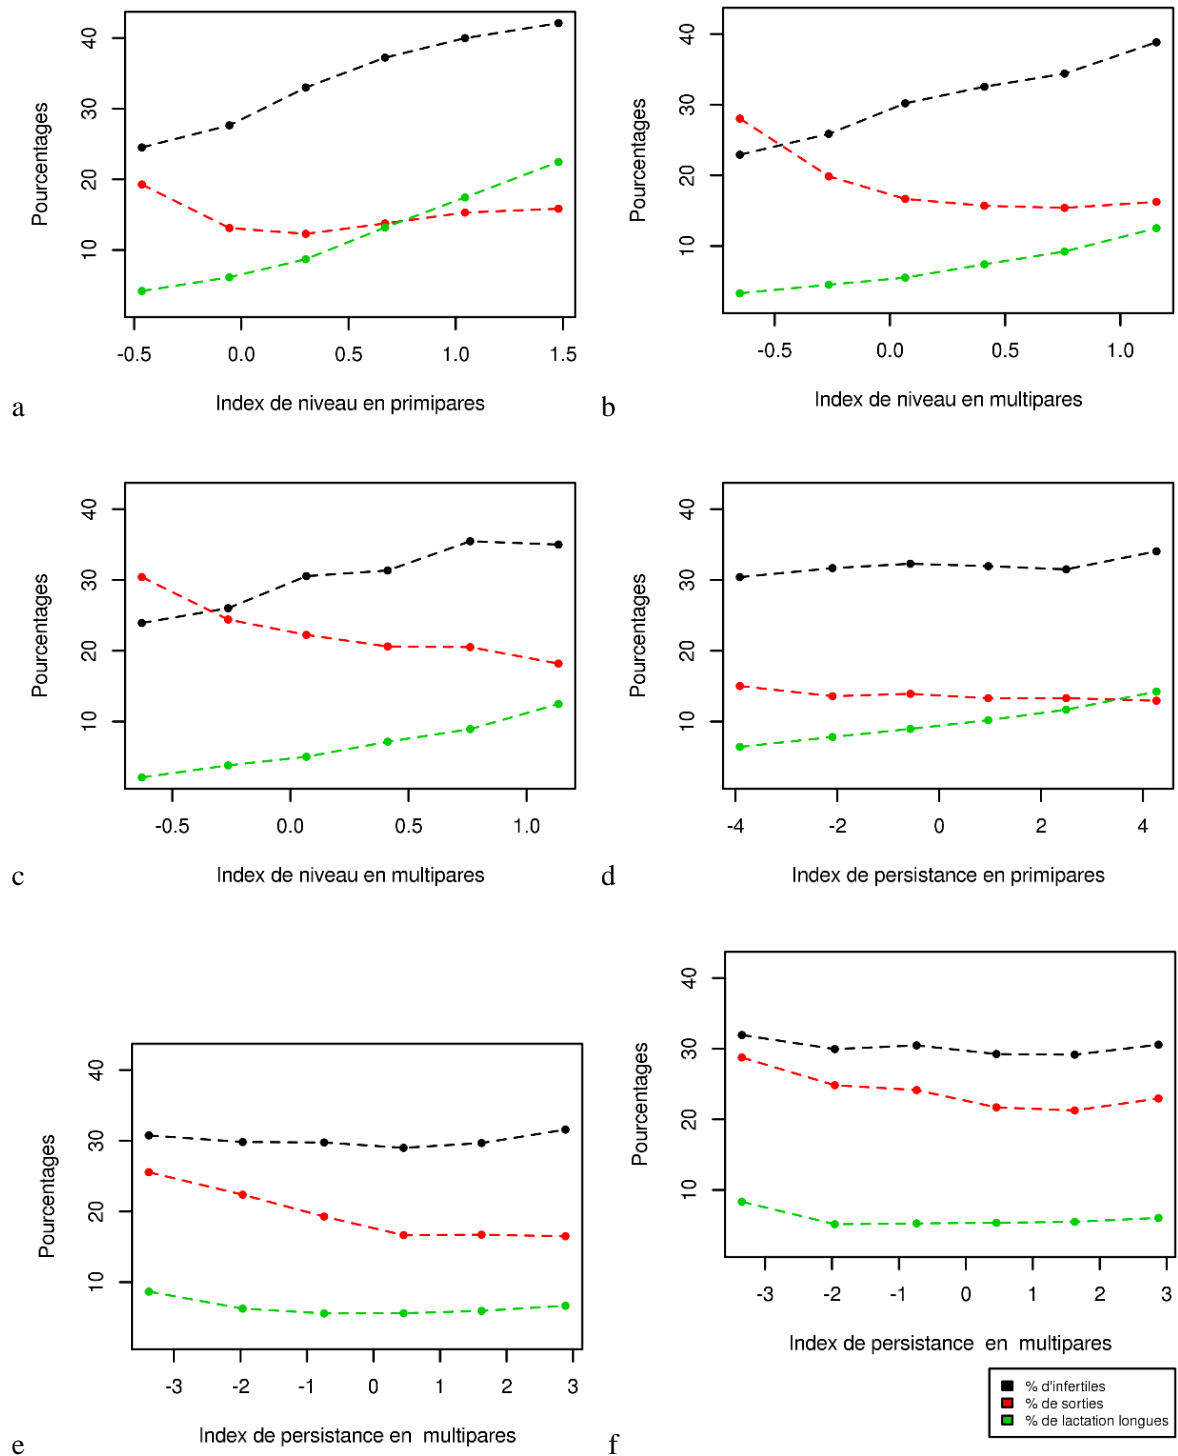 40
30
20
10
Pourcentages
-0.5 0.0 0.5 1.0 1.5
Index de niveau en primipares
a
40
30
20
10
Pourcentages
-0.5 0.0 0.5 1.0
Index de niveau en multipares
b
40
30
20
10
Pourcentages
-0.5 0.0 0.5 1.0
Index de niveau en multipares
c
40
30
20
10
Pourcentages
-4 -2 0 2 4
Index de persistance en primipares
d
40
30
20
10
Pourcentages
-3 -2 -1 0 1 2 3
Index de persistance en multipares
e
40
30
20
10
Pourcentages
-3 -2 -1 0 1 2 3
Index de persistance en multipares
f
% d'infertiles
% de sorties
% de lactation longues